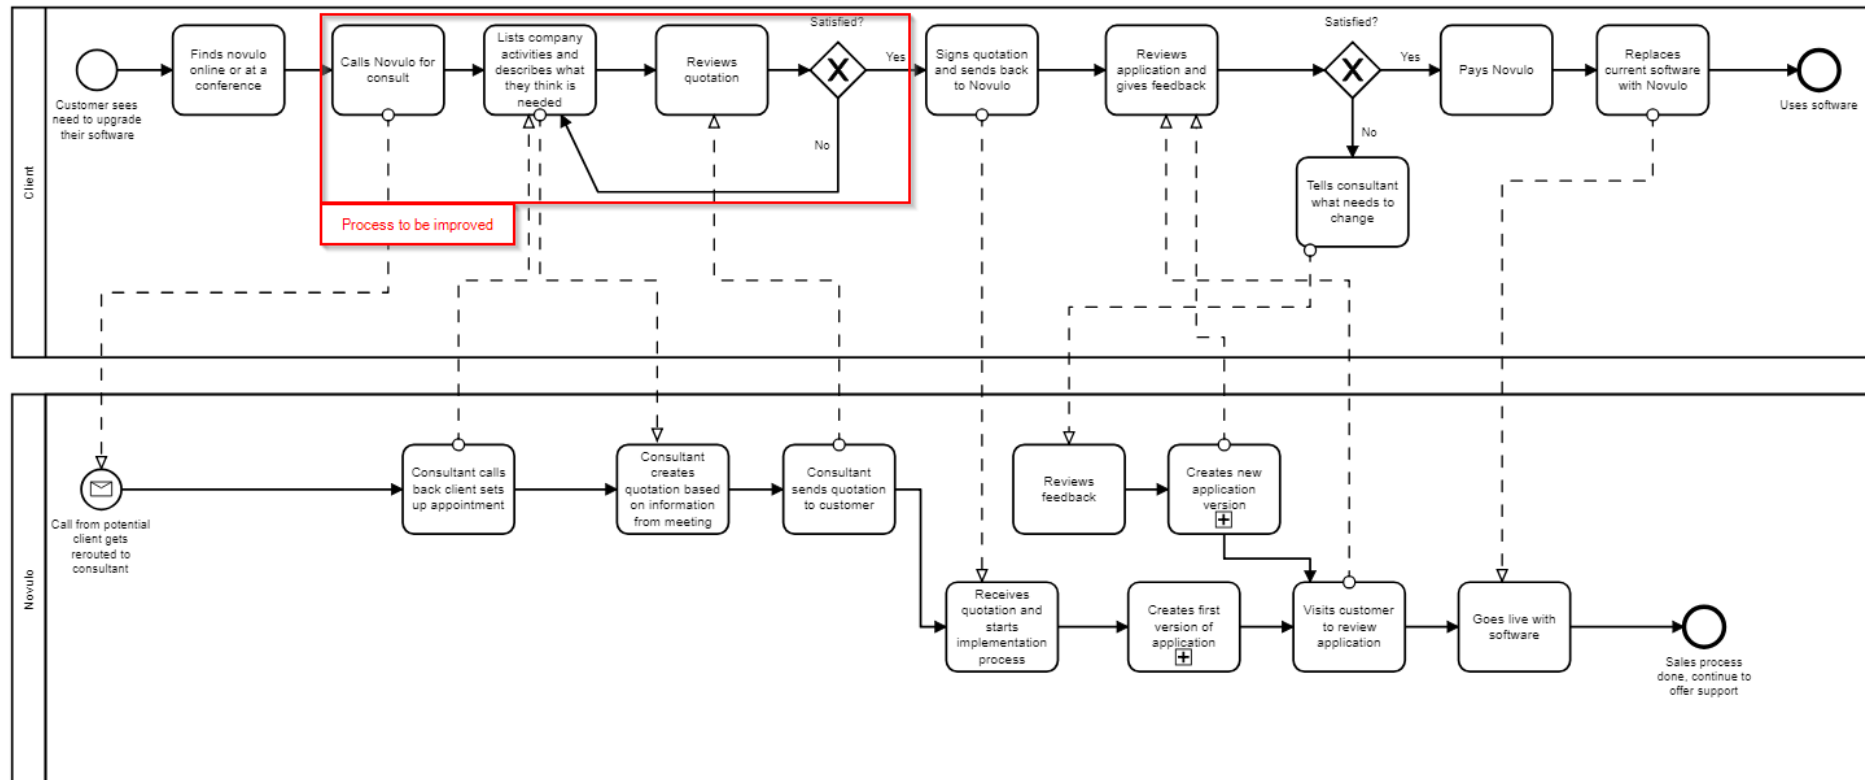 Client
Customer sees
need to upgrade
their software
Finds novulo
online or at a
conference
Calls Novulo for
consult
Lists company
activities and
describes what
they think is
needed
Reviews
quotation
Satisfied?
Yes
No
Process to be improved
Signs quotation
and sends back
to Novulo
Reviews
application and
gives feedback
Satisfied?
Yes
No
Tells consultant
what needs to
change
Pays Novulo
Replaces
current software
with Novulo
Uses software
Novulo
Call from potential
client gets
rerouted to
consultant
Consultant calls
back client sets
up appointment
Consultant
creates
quotation based
on information
from meeting
Consultant
sends quotation
to customer
Reviews
feedback
Creates new
application
version
Receives
quotation and
starts
implementation
process
Creates first
version of
application
Visits customer
to review
application
Goes live with
software
Sales process
done, continue to
offer support